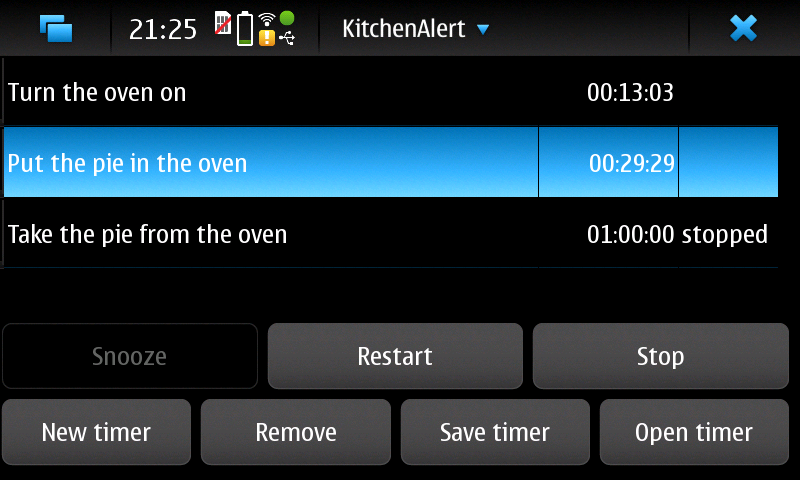 21:25 KitchenAlert
Turn the oven on 00:13:03
Put the pie in the oven 00:29:29
Take the pie from the oven 01:00:00 stopped
Snooze Restart Stop
New timer Remove Save timer Open timer